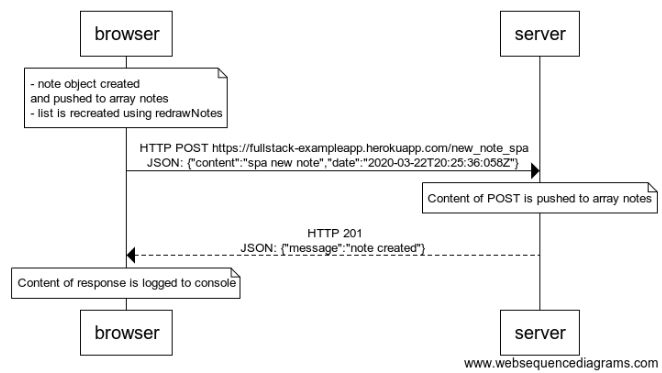 browser
server
- note object created
and pushed to array notes
- list is recreated using redrawNotes
HTTP POST https://fullstack-exampleapp.herokuapp.com/new_note_spa
JSON: {"content":"spa new note","date":"2020-03-22T20:25:36:058Z"}
Content of POST is pushed to array notes
HTTP 201
JSON: {"message":"note created"}
Content of response is logged to console
browser
server
www.websequencediagrams.com